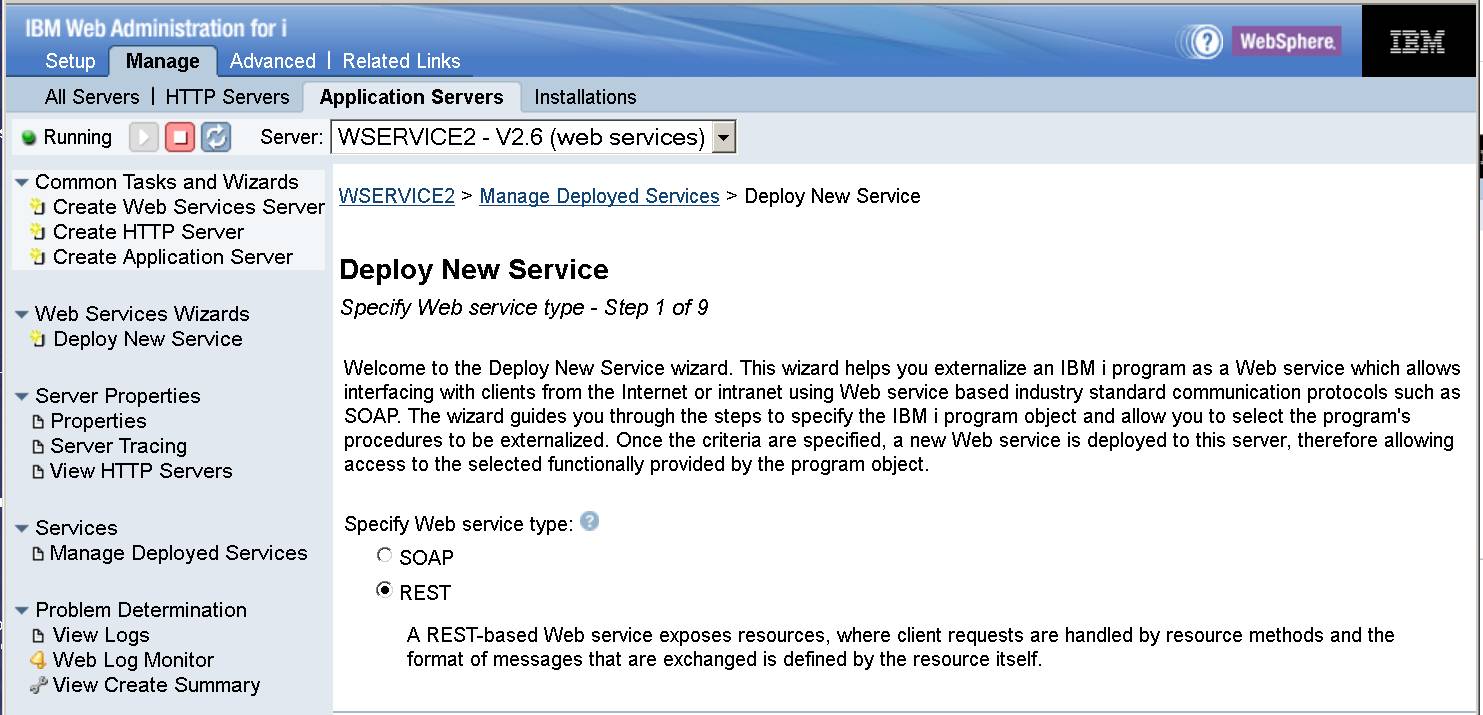 IBM Web Administration for i
WebSphere.
IBM
Setup Manage Advanced | Related Links
All Servers | HTTP Servers Application Servers Installations
Running Server: WSERVICE2 - V2.6 (web services)
Common Tasks and Wizards
Create Web Services Server
Create HTTP Server
Create Application Server
Web Services Wizards
Deploy New Service
Server Properties
Properties
Server Tracing
View HTTP Servers
Services
Manage Deployed Services
Problem Determination
View Logs
Web Log Monitor
View Create Summary
WSERVICE2 > Manage Deployed Services > Deploy New Service
Deploy New Service
Specify Web service type - Step 1 of 9
Welcome to the Deploy New Service wizard. This wizard helps you externalize an IBM i program as a Web service which allows
interfacing with clients from the Internet or intranet using Web service based industry standard communication protocols such as
SOAP. The wizard guides you through the steps to specify the IBM i program object and allow you to select the program's
procedures to be externalized. Once the criteria are specified, a new Web service is deployed to this server, therefore allowing
access to the selected functionally provided by the program object.
Specify Web service type: ?
SOAP
REST
A REST-based Web service exposes resources, where client requests are handled by resource methods and the
format of messages that are exchanged is defined by the resource itself.